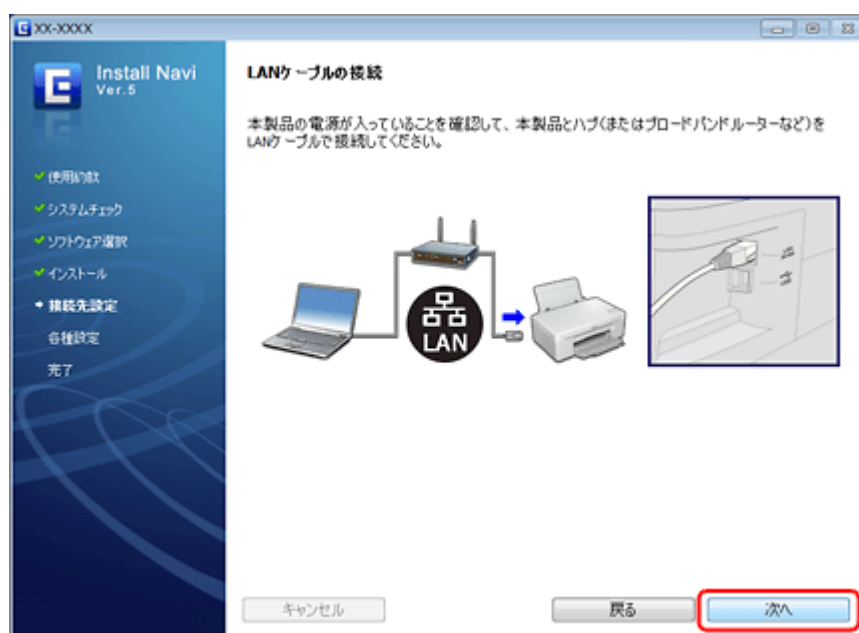 XX-XXXX
Install Navi
Ver.5
LANケーブルの接続
本製品の電源が入っていることを確認して、本製品とハブ(またはブロードバンドルーターなど)を
LANケーブルで接続してください。
使用約款
システムチェック
ソフトウェア選択
インストール
接続先設定
各種設定
完了
LAN
キャンセル
戻る
次へ